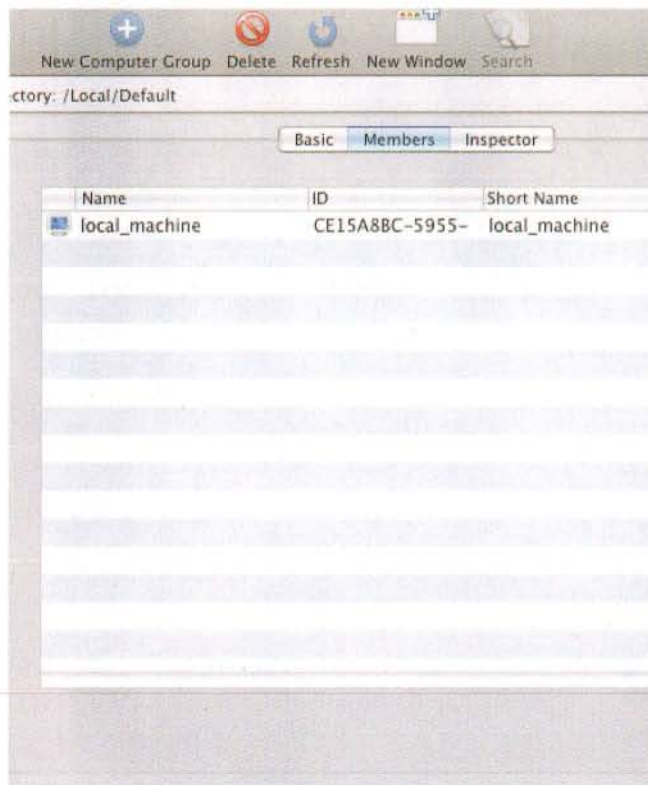 New Computer Group Delete Refresh New Window Search
ctory: /Local/Default
Basic Members Inspector
Name ID Short Name
local_machine CE15A8BC-5955- local_machine